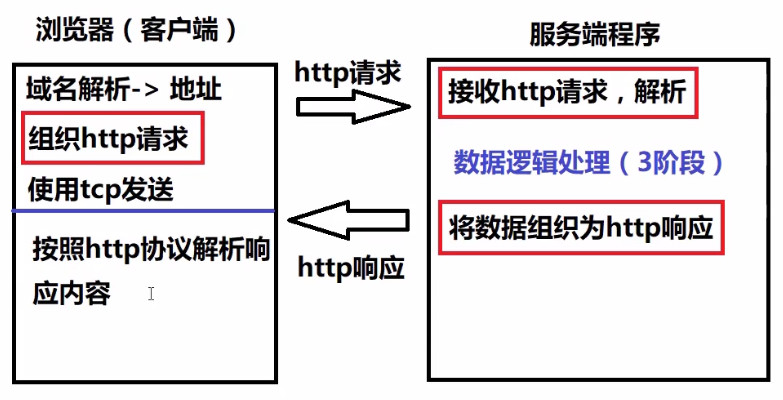 浏览器（客户端）
服务端程序
域名解析-> 地址
组织http请求
使用tcp发送
按照http协议解析响
应内容
http请求
http响应
接收http请求，解析
数据逻辑处理（3阶段）
将数据组织为http响应